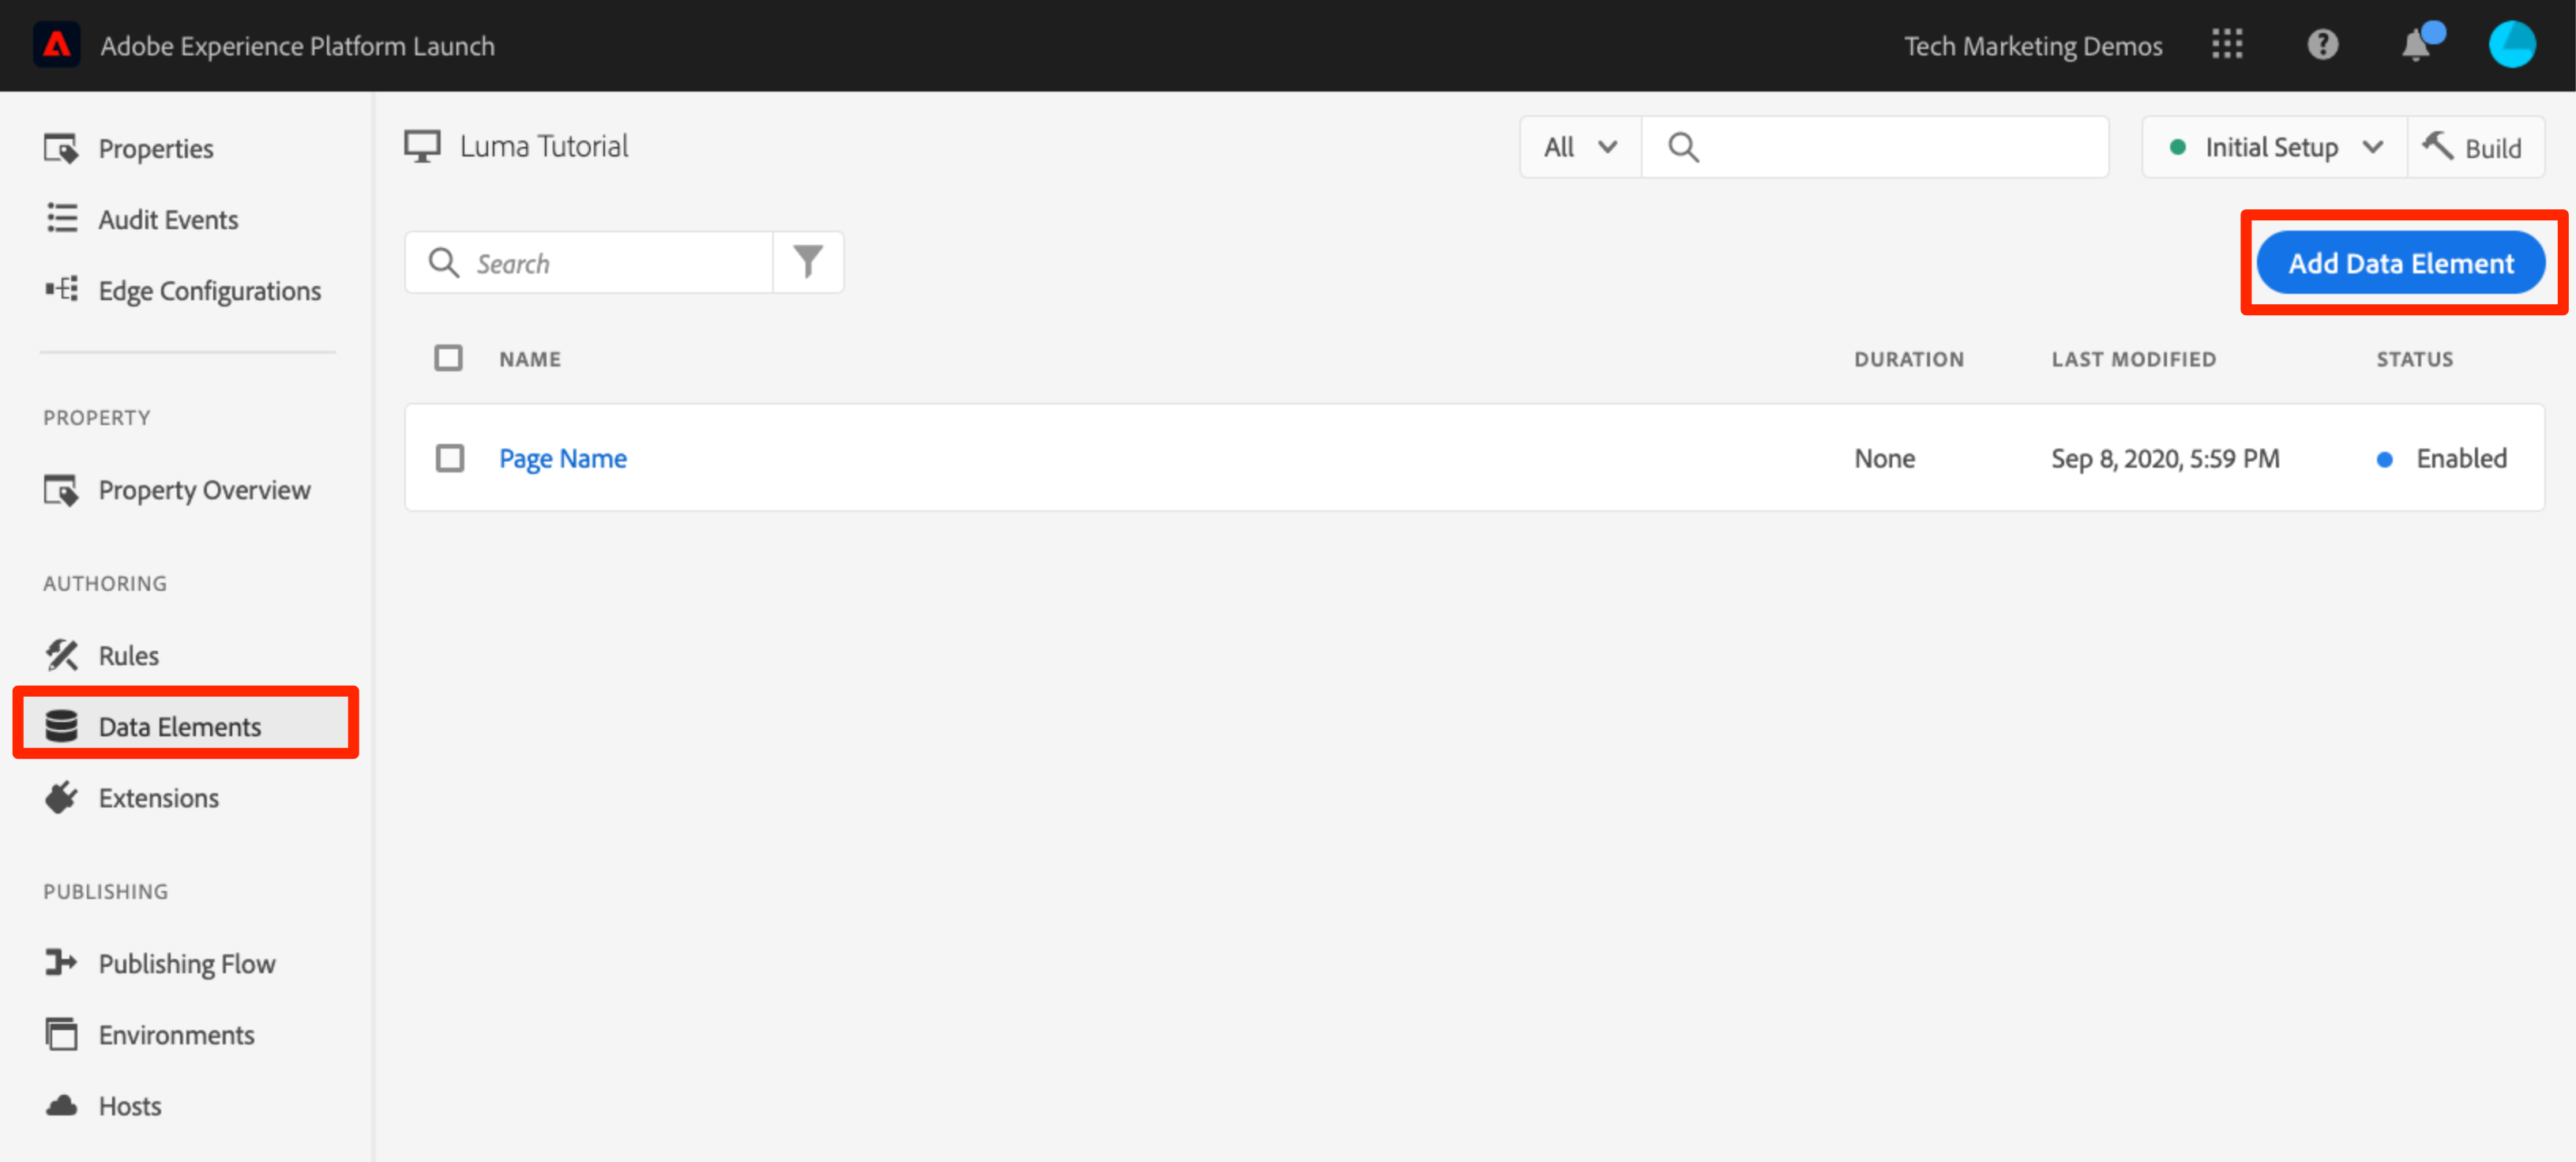 Adobe Experience Platform Launch
Tech Marketing Demos
Properties
Audit Events
Edge Configurations
PROPERTY
Property Overview
AUTHORING
Rules
Data Elements
Extensions
PUBLISHING
Publishing Flow
Environments
Hosts
Luma Tutorial
All
Initial Setup
Build
Search
Add Data Element
NAME DURATION LAST MODIFIED STATUS
Page Name None Sep 8, 2020, 5:59 PM Enabled